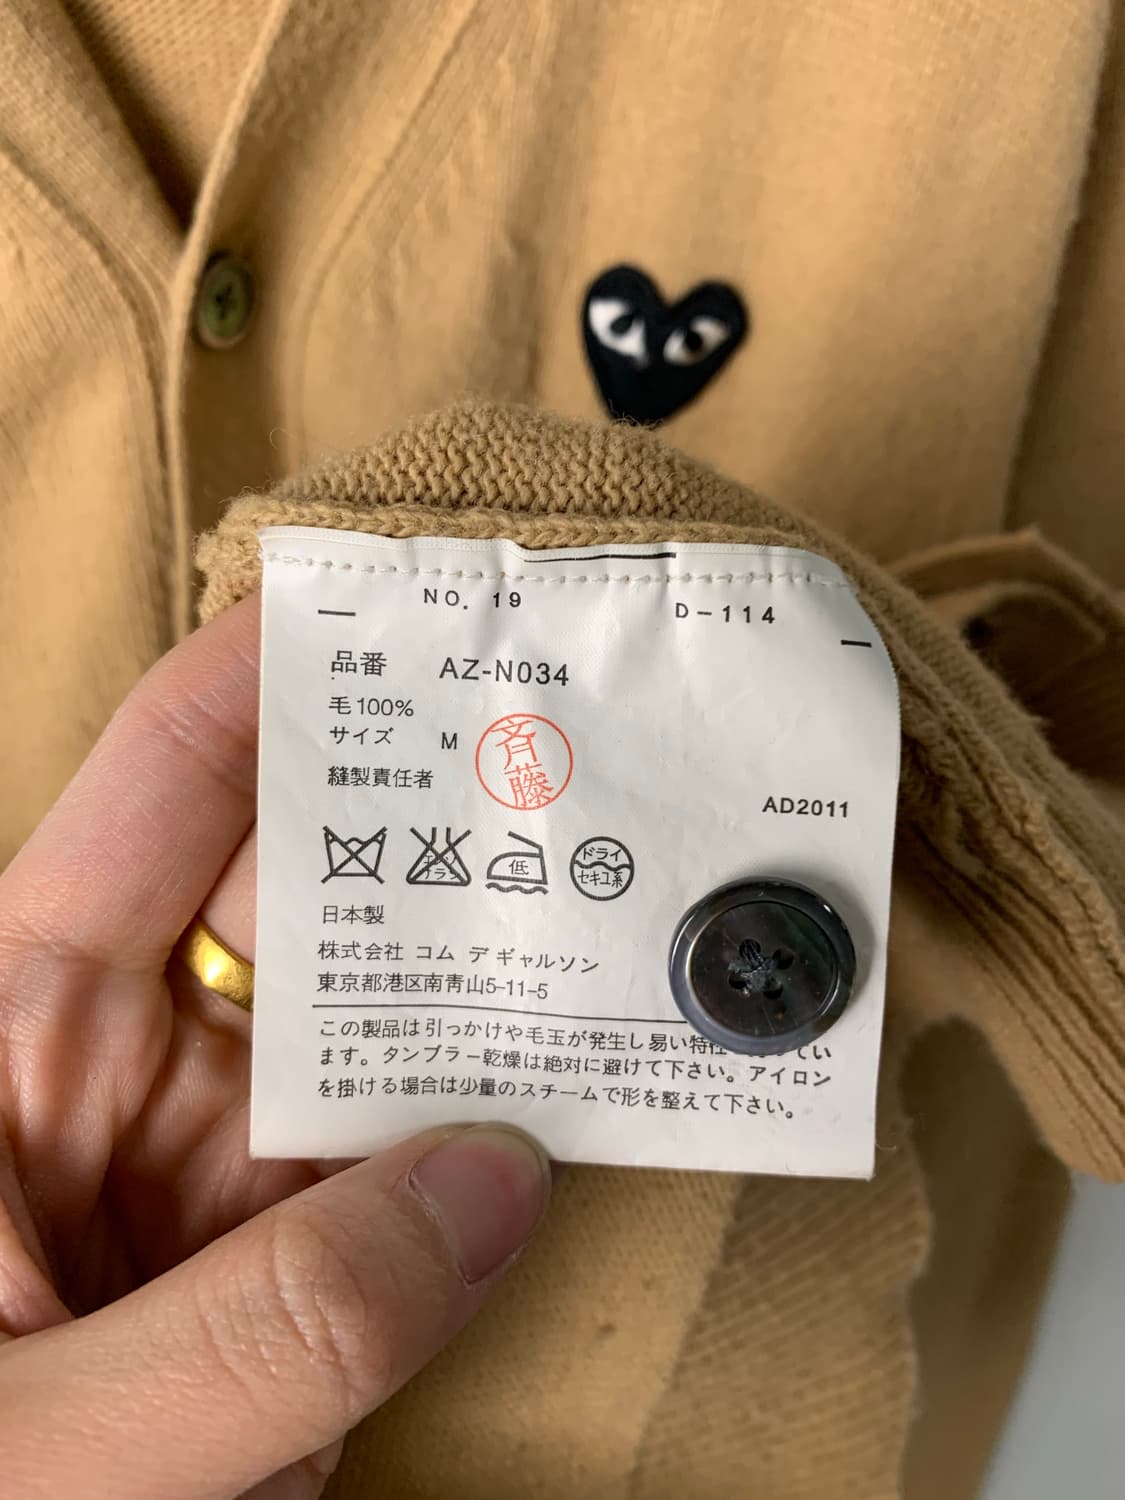 NO. 19 D-114
品番 AZ-N034
毛100%
サイズ M
斉藤
縫製責任者
AD2011
低
ドライ
セキユ系
日本製
株式会社 コム デ ギャルソン
東京都港区南青山5-11-5
この製品は引っかけや毛玉が発生し易い特性 てい
ます。タンブラー乾燥は絶対に避けて下さい。アイロン
を掛ける場合は少量のスチームで形を整えて下さい。